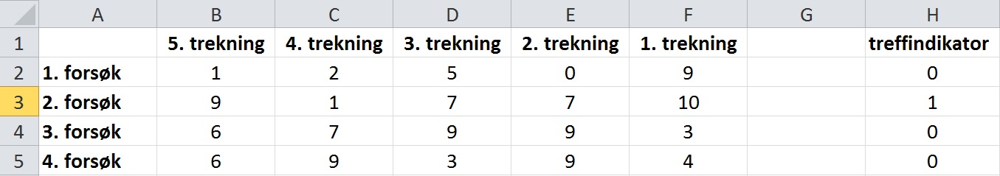 A B C D E F G H
1 5. trekning 4. trekning 3. trekning 2. trekning 1. trekning treffindikator
2 1. forsøk 1 2 5 0 9 0
3 2. forsøk 9 1 7 7 10 1
4 3. forsøk 6 7 9 9 3 0
5 4. forsøk 6 9 3 9 4 0